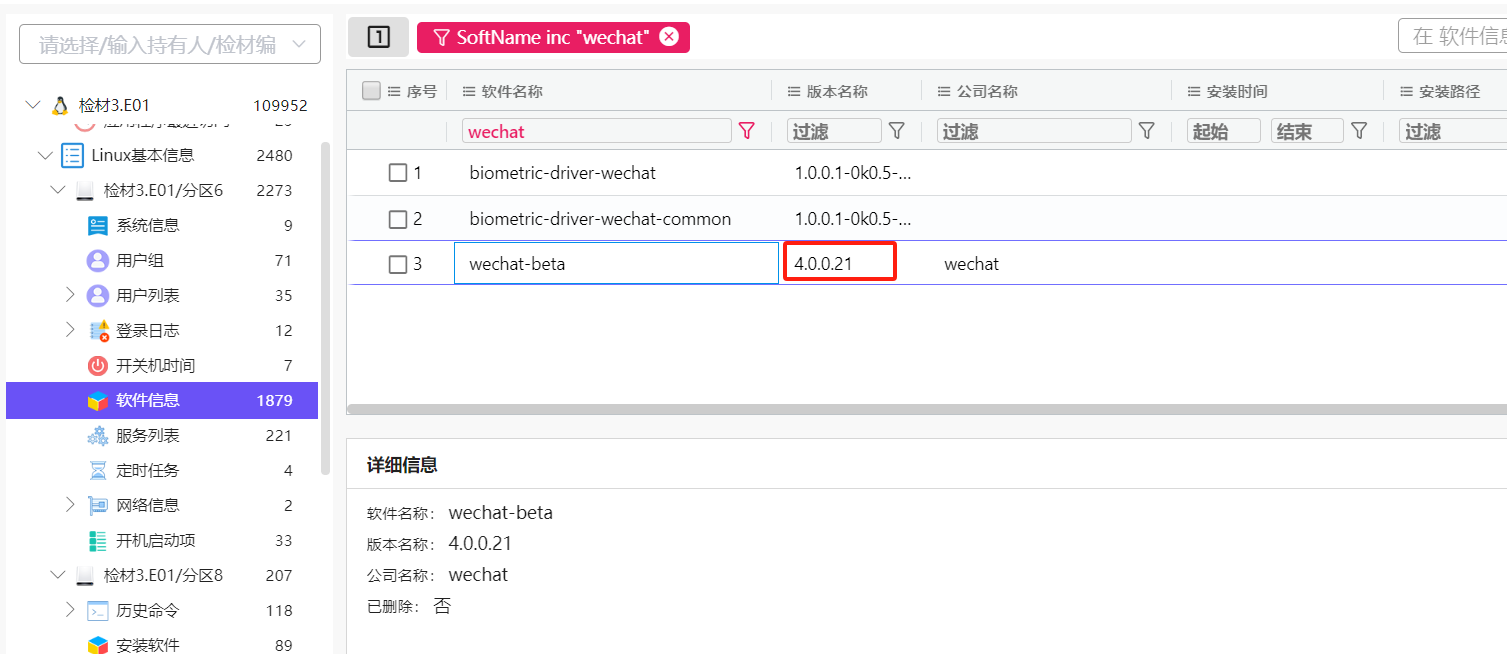 请选择/输入持有人/检材编
1
SoftName inc "wechat"
在 软件信息
检材3.E01 109952
Linux基本信息 2480
检材3.E01/分区6 2273
系统信息 9
用户组 71
用户列表 35
登录日志 12
开关机时间 7
软件信息 1879
服务列表 221
定时任务 4
网络信息 2
开机启动项 33
检材3.E01/分区8 207
历史命令 118
安装软件 89
序号 软件名称 版本名称 公司名称 安装时间 安装路径
wechat 过滤 过滤 起始 结束 过滤
1 biometric-driver-wechat 1.0.0.1-0k0.5-...
2 biometric-driver-wechat-common 1.0.0.1-0k0.5-...
3 wechat-beta 4.0.0.21 wechat
详细信息
软件名称: wechat-beta
版本名称: 4.0.0.21
公司名称: wechat
已删除: 否